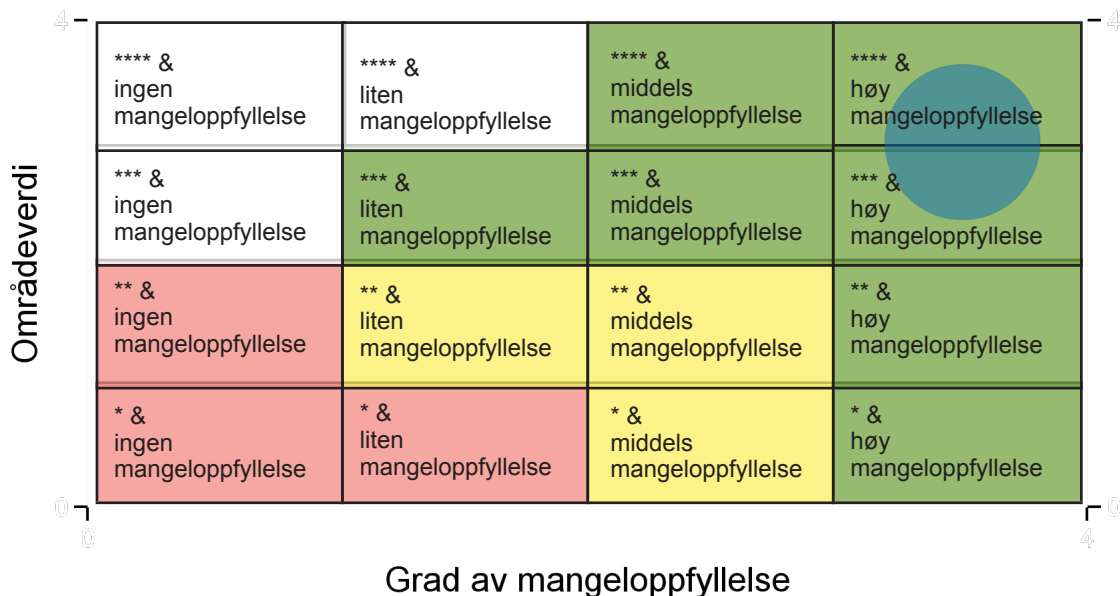 4
4
**** &
ingen
mangeloppfyllelse
**** &
liten
mangeloppfyllelse
**** &
middels
mangeloppfyllelse
**** &
høy
mangeloppfyllelse
*** &
ingen
mangeloppfyllelse
*** &
liten
mangeloppfyllelse
*** &
middels
mangeloppfyllelse
*** &
høy
mangeloppfyllelse
Områdeverdi
** &
ingen
mangeloppfyllelse
** &
liten
mangeloppfyllelse
** &
middels
mangeloppfyllelse
** &
høy
mangeloppfyllelse
* &
ingen
mangeloppfyllelse
* &
liten
mangeloppfyllelse
* &
middels
mangeloppfyllelse
* &
høy
mangeloppfyllelse
0
0
0
4
Grad av mangeloppfyllelse